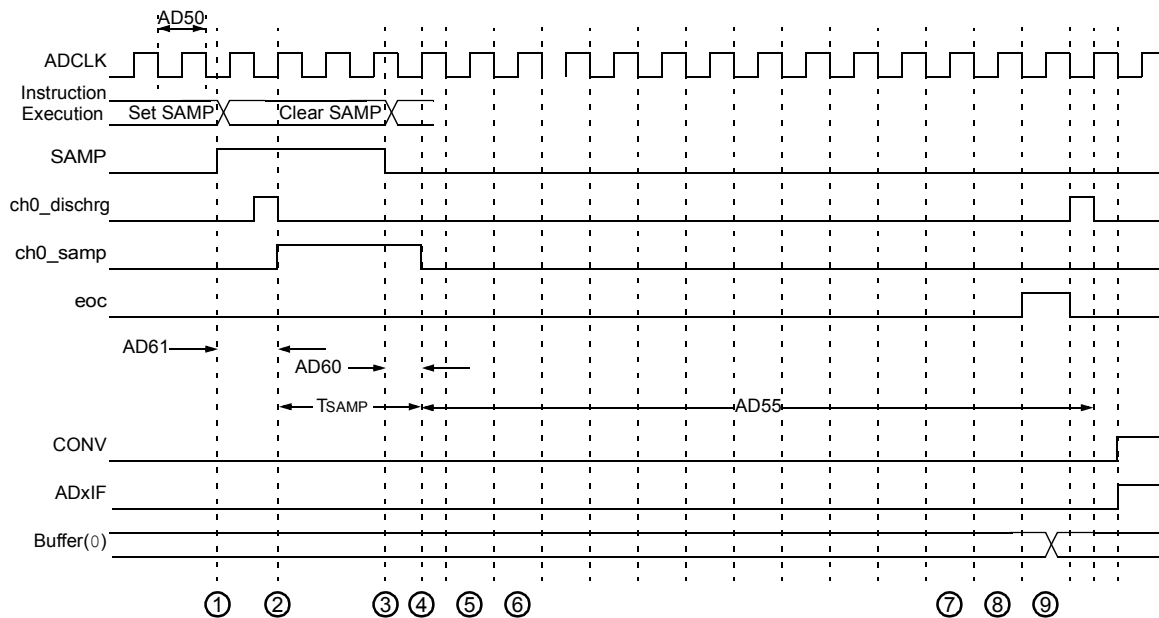 AD50
ADCLK
Instruction
Execution
Set SAMP
Clear SAMP
SAMP
ch0_dischrg
ch0_samp
eoc
AD61
AD60
TSAMP
AD55
CONV
ADxIF
Buffer(0)
1 2 3 4 5 6 7 8 9